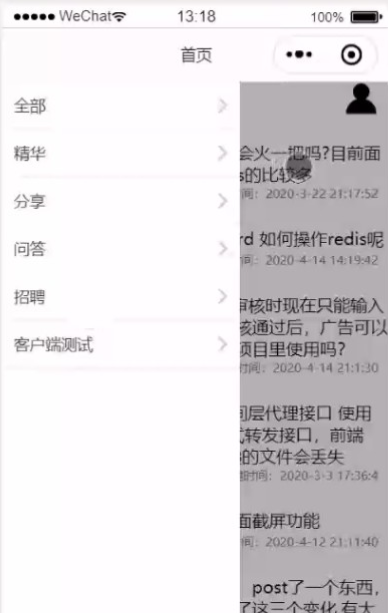 WeChat
13:18
100%
首页
全部
精华
分享
问答
招聘
客户端测试
会火一把吗?目前面
s的比较多
间：2020-3-22 21:17:52
rd 如何操作redis呢
间：2020-4-14 14:19:42
审核时现在只能输入
核通过后，广告可以
项目里使用吗?
时间：2020-4-14 21:1:30
间层代理接口 使用
式转发接口，前端
的文件会丢失
时间：2020-3-3 17:36:4
面截屏功能
间：2020-4-12 23:11:40
post了一个东西，
了这三个变化 有大